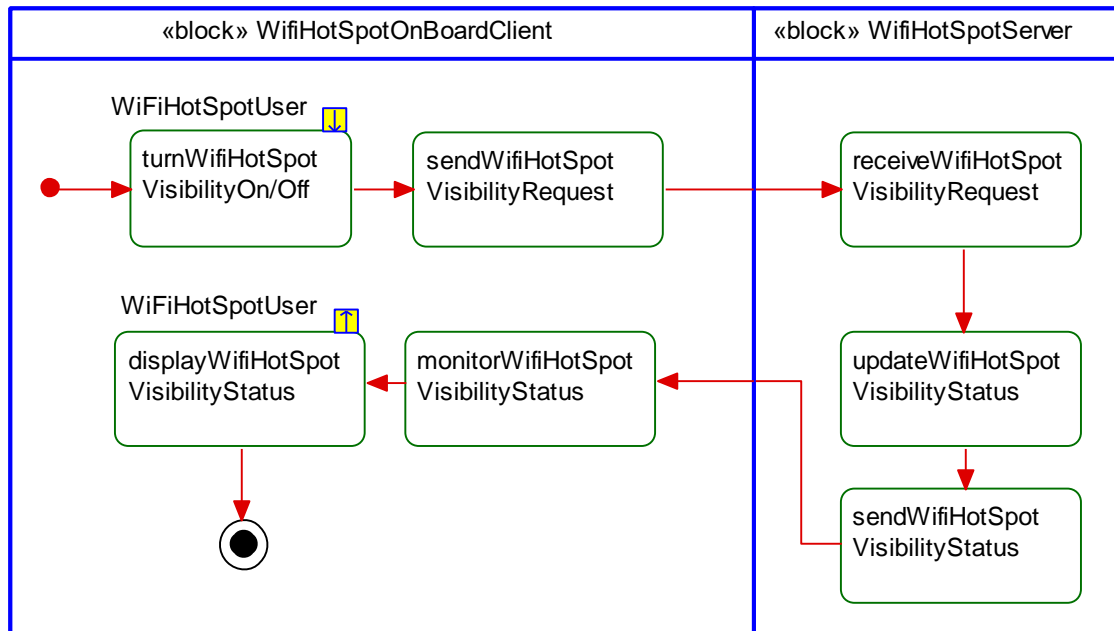 «block» WifiHotSpotOnBoardClient
«block» WifiHotSpotServer
WiFiHotSpotUser
turnWifiHotSpot
VisibilityOn/Off
sendWifiHotSpot
VisibilityRequest
receiveWifiHotSpot
VisibilityRequest
WiFiHotSpotUser
displayWifiHotSpot
VisibilityStatus
monitorWifiHotSpot
VisibilityStatus
updateWifiHotSpot
VisibilityStatus
sendWifiHotSpot
VisibilityStatus